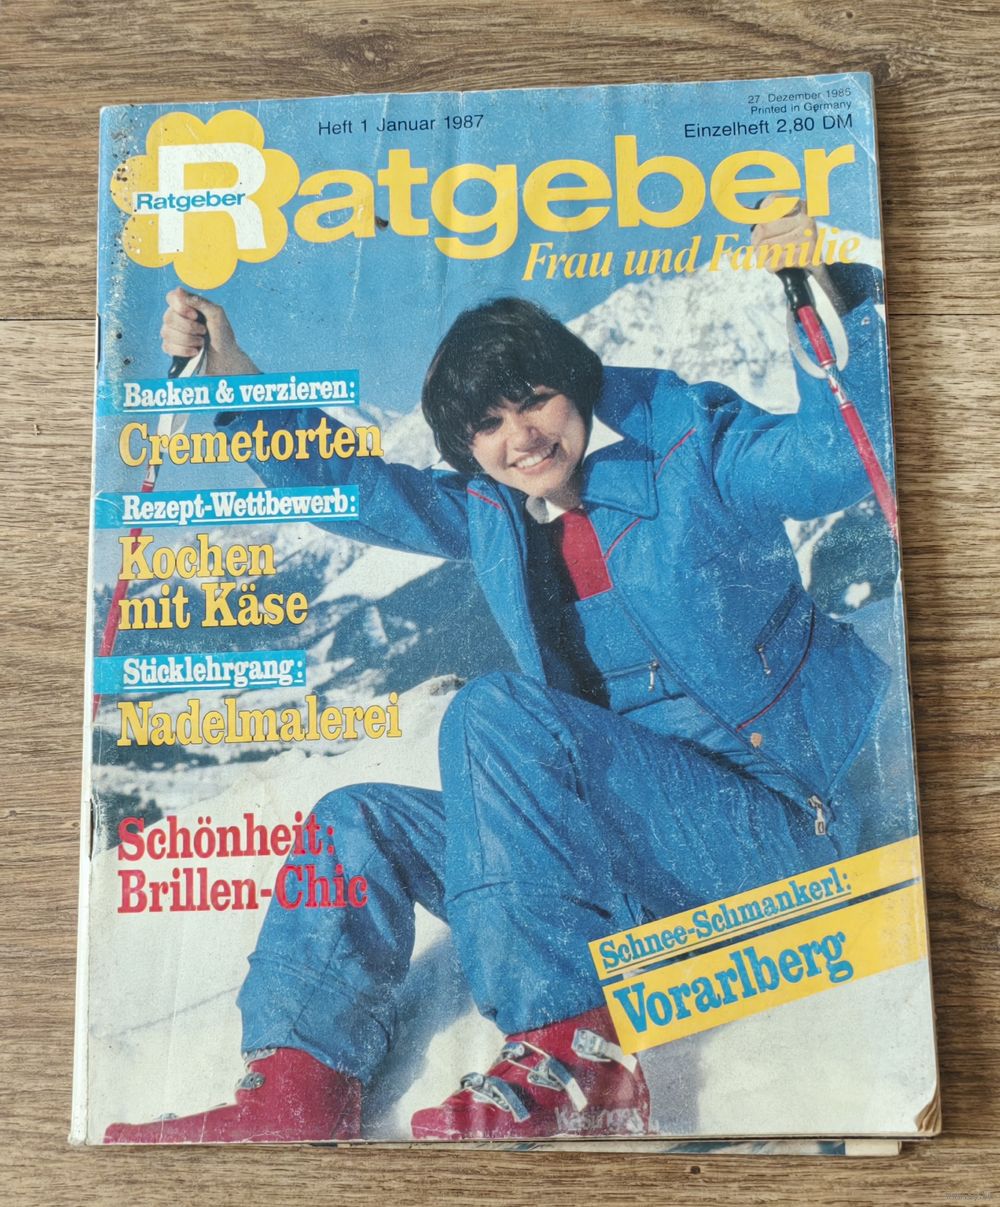 Heft 1 Januar 1987
27. Dezember 1985
Printed in Germany
Einzelheft 2,80 DM
Ratgeber
Ratgeber
Frau und Familie
Backen & verzieren:
Cremetorten
Rezept-Wettbewerb:
Kochen
mit Käse
Sticklehrgang:
Nadelmalerei
Schönheit:
Brillen-Chic
Schnee-Schmankerl:
Vorarlberg